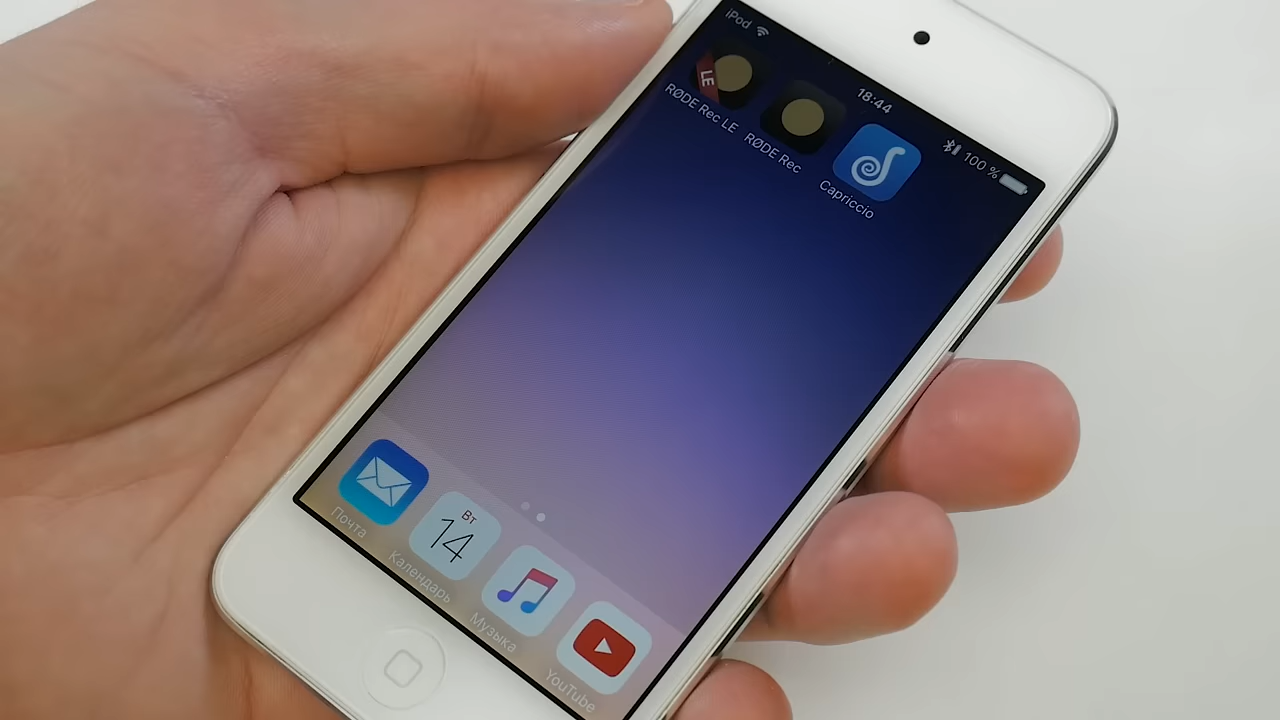 iPod
18:44
100 %
LE
RØDE Rec LE
RØDE Rec
Capriccio
Вт
14
Почта
Календарь
Музыка
YouTube